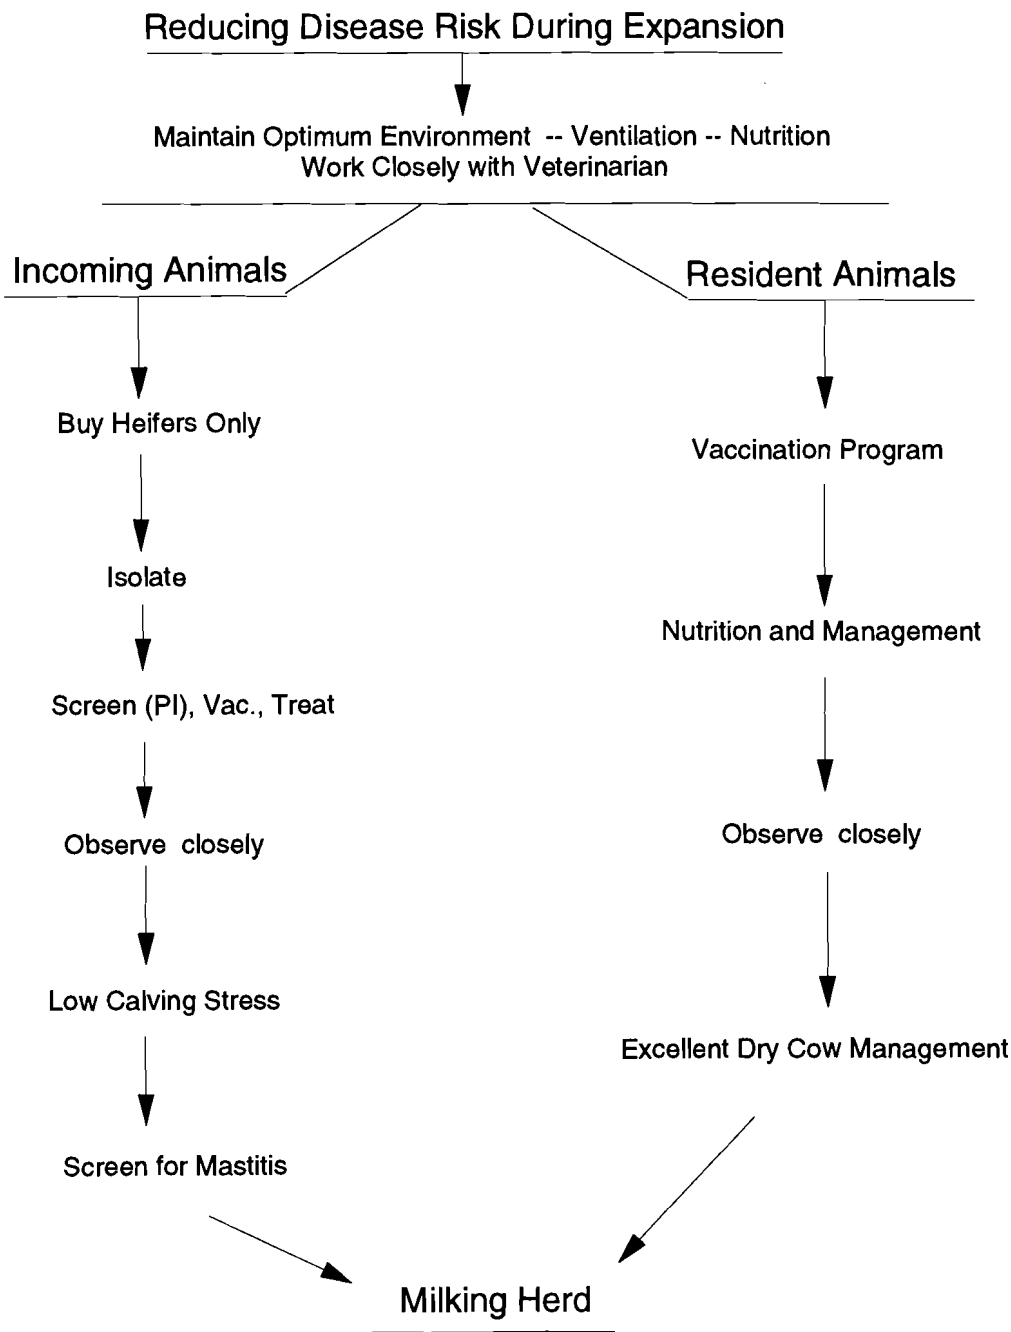 Reducing Disease Risk During Expansion
Maintain Optimum Environment -- Ventilation -- Nutrition
Work Closely with Veterinarian
Incoming Animals
Buy Heifers Only
Isolate
Screen (PI), Vac., Treat
Observe closely
Low Calving Stress
Screen for Mastitis
Resident Animals
Vaccination Program
Nutrition and Management
Observe closely
Excellent Dry Cow Management
Milking Herd